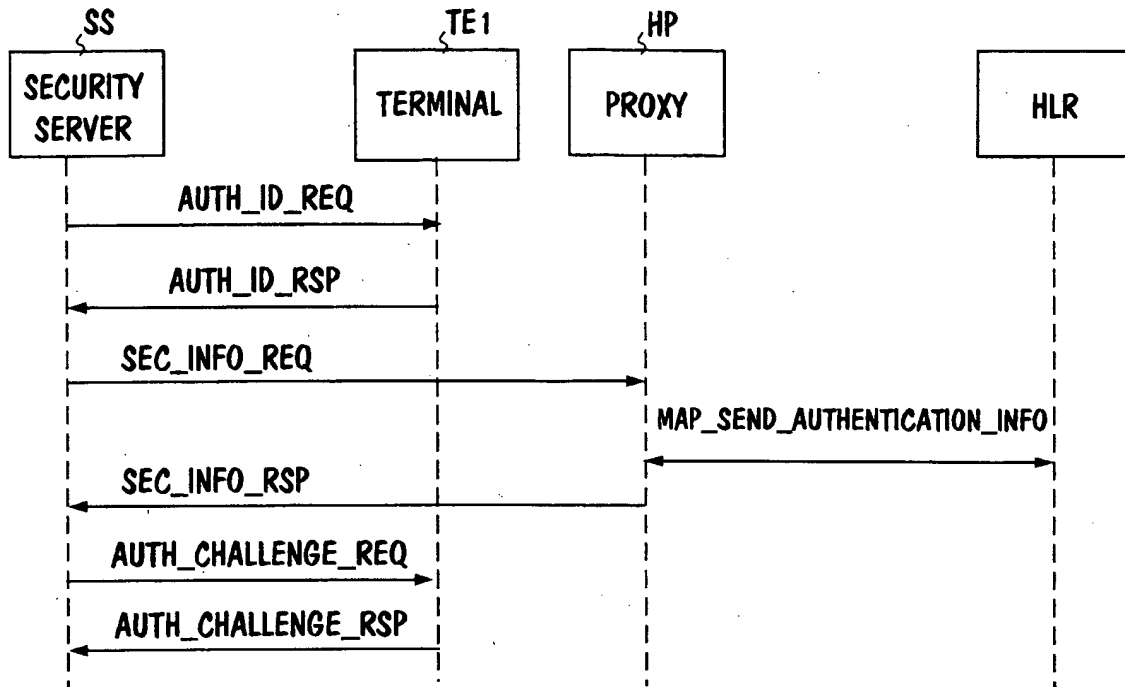 SS
TE1
HP
SECURITY
SERVER
TERMINAL
PROXY
HLR
AUTH_ID_REQ
AUTH_ID_RSP
SEC_INFO_REQ
MAP_SEND_AUTHENTICATION_INFO
SEC_INFO_RSP
AUTH_CHALLENGE_REQ
AUTH_CHALLENGE_RSP